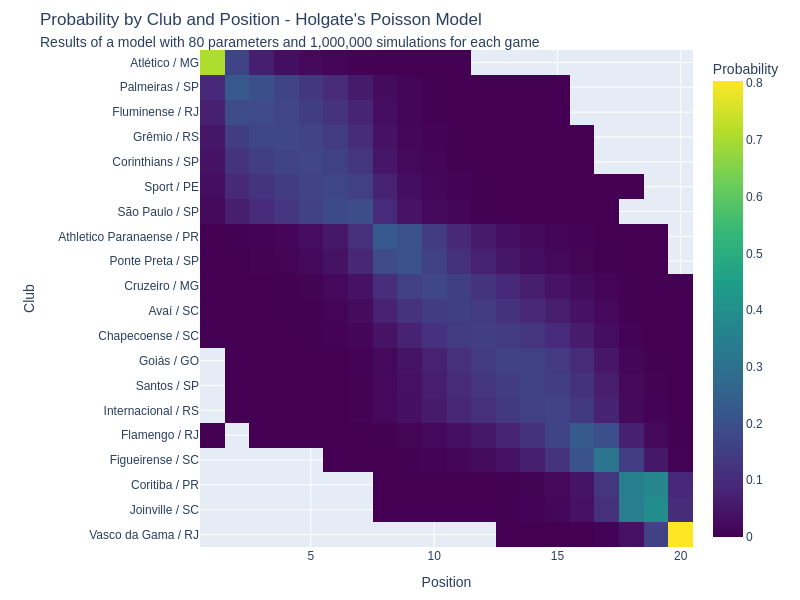 Probability by Club and Position - Holgate's Poisson Model
Results of a model with 80 parameters and 1,000,000 simulations for each game
Probability
Club
Atlético / MG
Palmeiras / SP
Fluminense / RJ
Grêmio / RS
Corinthians / SP
Sport / PE
São Paulo / SP
Athletico Paranaense / PR
Ponte Preta / SP
Cruzeiro / MG
Avaí / SC
Chapecoense / SC
Goiás / GO
Santos / SP
Internacional / RS
Flamengo / RJ
Figueirense / SC
Coritiba / PR
Joinville / SC
Vasco da Gama / RJ
5
10
15
20
Position
0.8
0.7
0.6
0.5
0.4
0.3
0.2
0.1
0